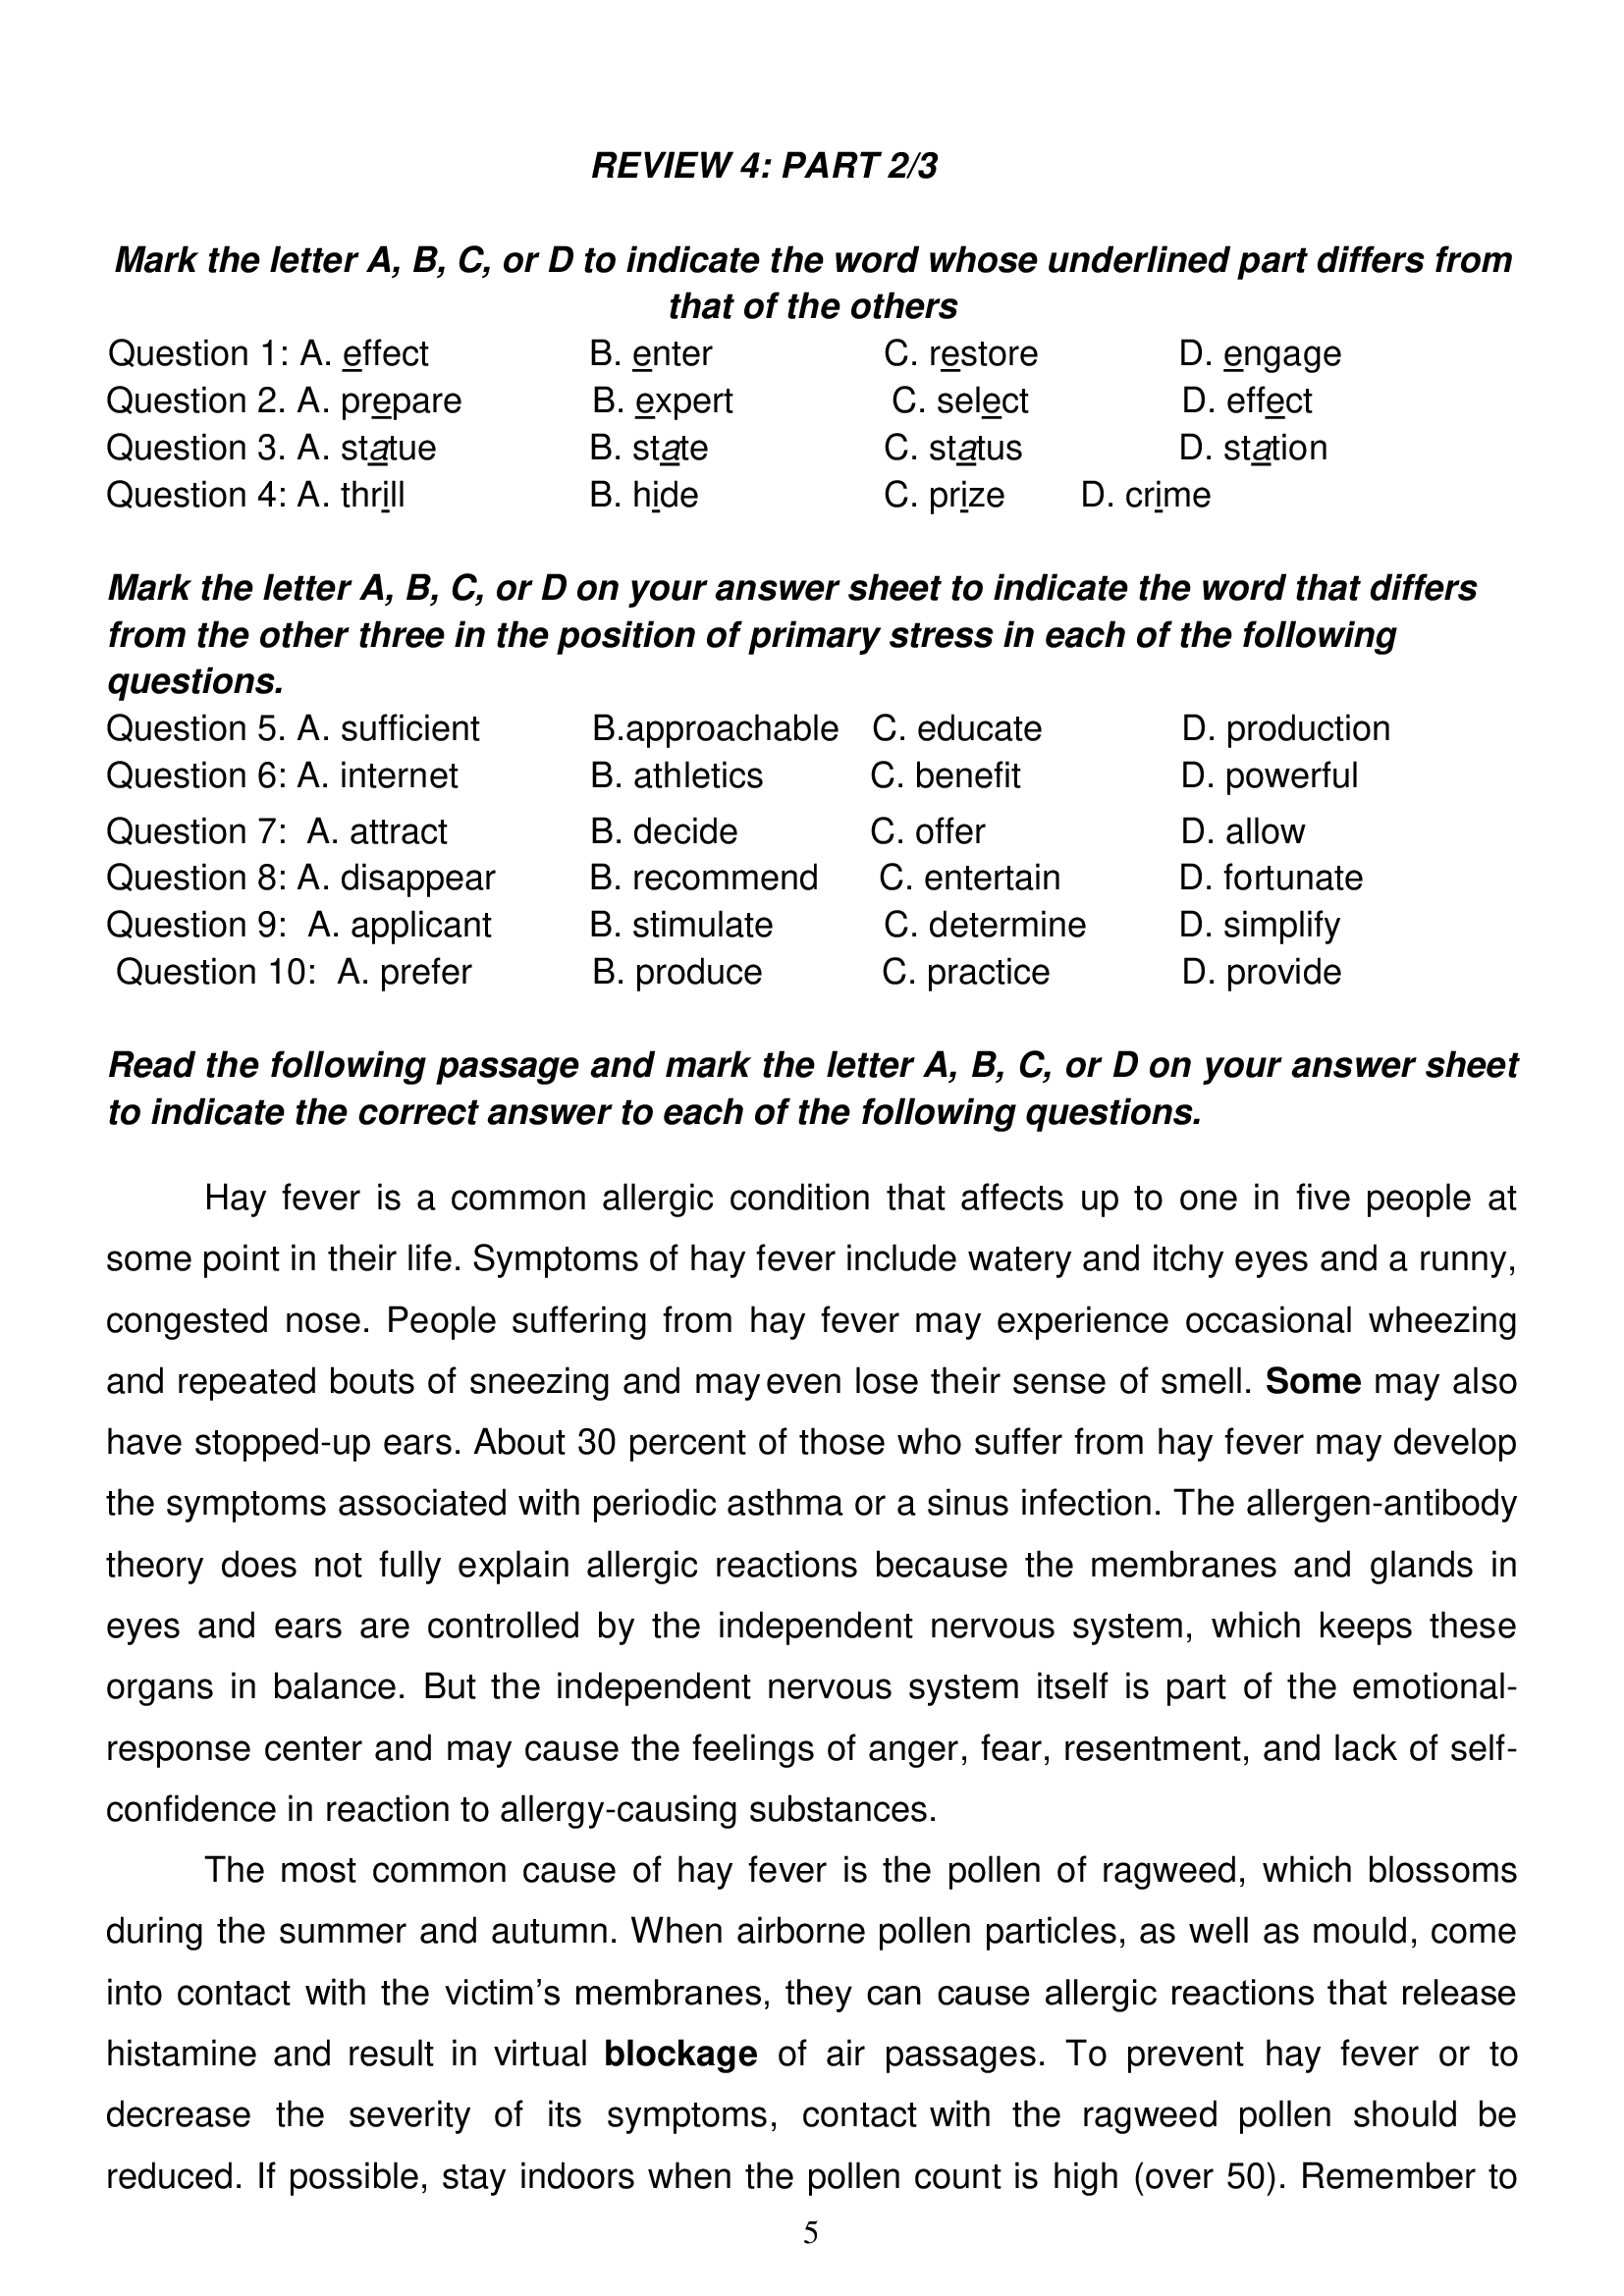 REVIEW 4: PART 2/3
Mark the letter A, B, C, or D to indicate the word whose underlined part differs from
that of the others
Question 1: A. effect B. enter C. restore D. engage
Question 2. A. prepare B. expert C. select D. effect
Question 3. A. statue B. state C. status D. station
Question 4: A. thrill B. hide C. prize D. crime
Mark the letter A, B, C, or D on your answer sheet to indicate the word that differs
from the other three in the position of primary stress in each of the following
questions.
Question 5. A. sufficient B.approachable C. educate D. production
Question 6: A. internet B. athletics C. benefit D. powerful
Question 7: A. attract B. decide C. offer D. allow
Question 8: A. disappear B. recommend C. entertain D. fortunate
Question 9: A. applicant B. stimulate C. determine D. simplify
Question 10: A. prefer B. produce C. practice D. provide
Read the following passage and mark the letter A, B, C, or D on your answer sheet
to indicate the correct answer to each of the following questions.
Hay fever is a common allergic condition that affects up to one in five people at
some point in their life. Symptoms of hay fever include watery and itchy eyes and a runny,
congested nose. People suffering from hay fever may experience occasional wheezing
and repeated bouts of sneezing and may even lose their sense of smell. Some may also
have stopped-up ears. About 30 percent of those who suffer from hay fever may develop
the symptoms associated with periodic asthma or a sinus infection. The allergen-antibody
theory does not fully explain allergic reactions because the membranes and glands in
eyes and ears are controlled by the independent nervous system, which keeps these
organs in balance. But the independent nervous system itself is part of the emotional-
response center and may cause the feelings of anger, fear, resentment, and lack of self-
confidence in reaction to allergy-causing substances.
The most common cause of hay fever is the pollen of ragweed, which blossoms
during the summer and autumn. When airborne pollen particles, as well as mould, come
into contact with the victim’s membranes, they can cause allergic reactions that release
histamine and result in virtual blockage of air passages. To prevent hay fever or to
decrease the severity of its symptoms, contact with the ragweed pollen should be
reduced. If possible, stay indoors when the pollen count is high (over 50). Remember to
5